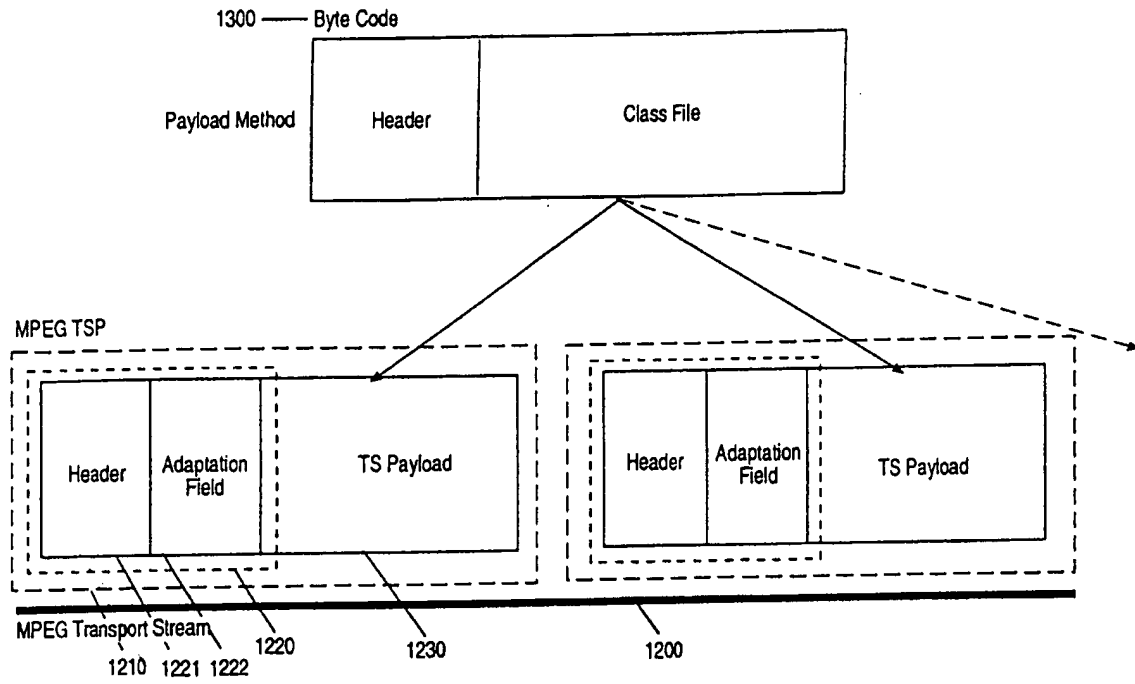 1300 Byte Code
Payload Method
Header
Class File
MPEG TSP
Header
Adaptation
Field
TS Payload
Header
Adaptation
Field
TS Payload
MPEG Transport Stream
1210
1221
1222
1220
1230
1200